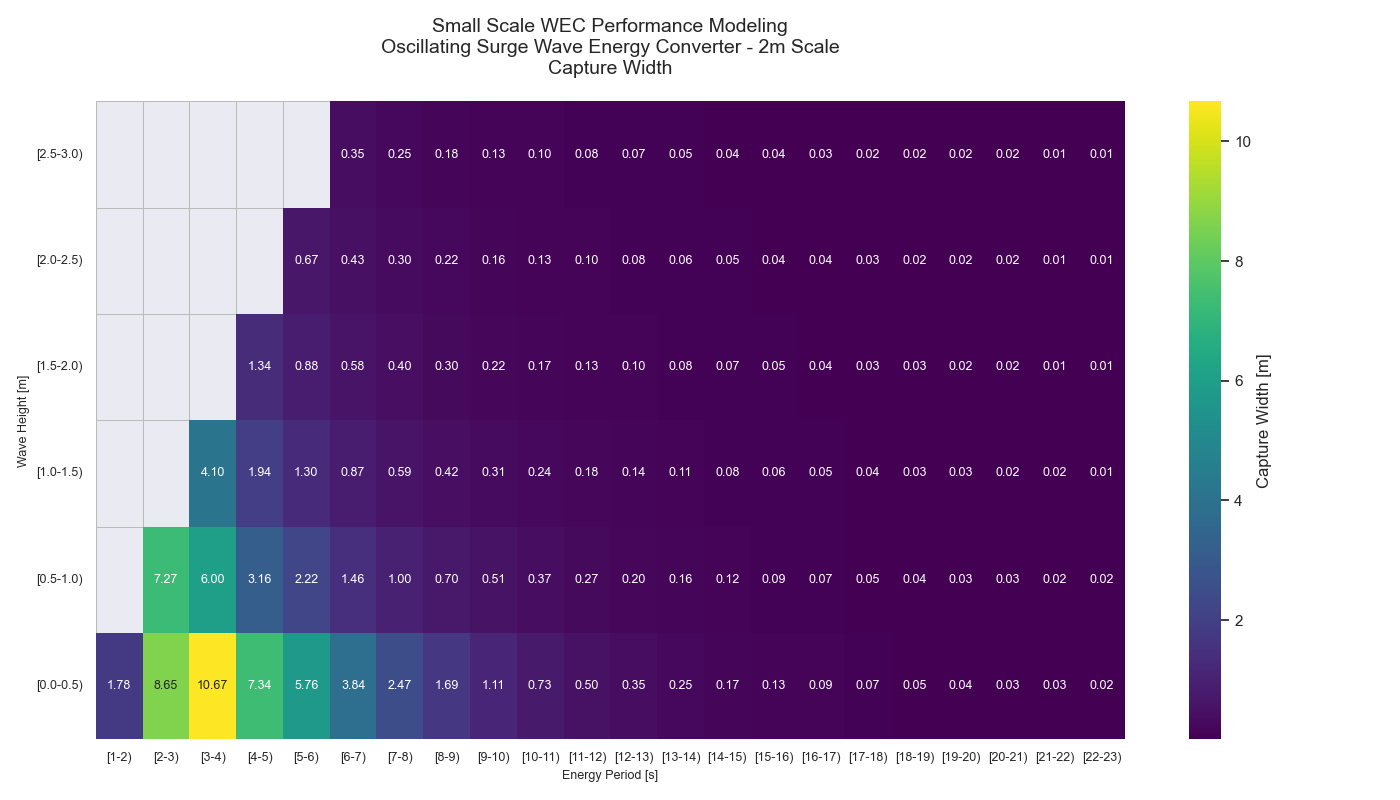 Small Scale WEC Performance Modeling
Oscillating Surge Wave Energy Converter - 2m Scale
Capture Width
[2.5-3.0) 0.35 0.25 0.18 0.13 0.10 0.08 0.07 0.05 0.04 0.04 0.03 0.02 0.02 0.02 0.02 0.01 0.01
[2.0-2.5) 0.67 0.43 0.30 0.22 0.16 0.13 0.10 0.08 0.06 0.05 0.04 0.04 0.03 0.02 0.02 0.02 0.01 0.01
[1.5-2.0) 1.34 0.88 0.58 0.40 0.30 0.22 0.17 0.13 0.10 0.08 0.07 0.05 0.04 0.03 0.03 0.02 0.02 0.01 0.01
[1.0-1.5) 4.10 1.94 1.30 0.87 0.59 0.42 0.31 0.24 0.18 0.14 0.11 0.08 0.06 0.05 0.04 0.03 0.03 0.02 0.02 0.01
[0.5-1.0) 7.27 6.00 3.16 2.22 1.46 1.00 0.70 0.51 0.37 0.27 0.20 0.16 0.12 0.09 0.07 0.05 0.04 0.03 0.03 0.02 0.02
[0.0-0.5) 1.78 8.65 10.67 7.34 5.76 3.84 2.47 1.69 1.11 0.73 0.50 0.35 0.25 0.17 0.13 0.09 0.07 0.05 0.04 0.03 0.03 0.02
[1-2) [2-3) [3-4) [4-5) [5-6) [6-7) [7-8) [8-9) [9-10) [10-11) [11-12) [12-13) [13-14) [14-15) [15-16) [16-17) [17-18) [18-19) [19-20) [20-21) [21-22) [22-23)
Energy Period [s]
Wave Height [m]
10
8
6
4
2
Capture Width [m]